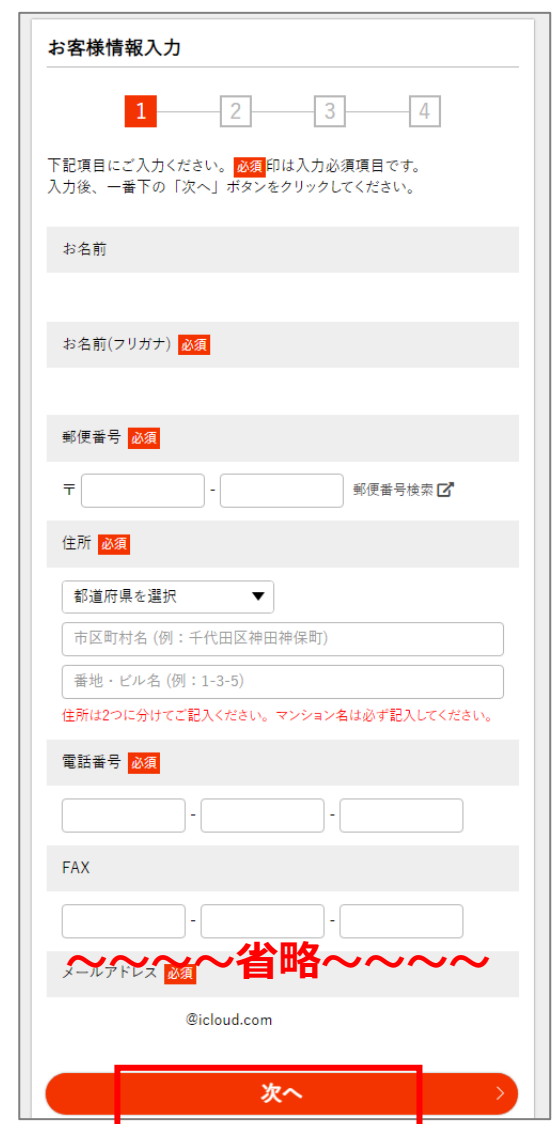 お客様情報入力
1 2 3 4
下記項目にご入力ください。必須印は入力必須項目です。
入力後、一番下の「次へ」ボタンをクリックしてください。
お名前
お名前(フリガナ) 必須
郵便番号 必須
〒 - 郵便番号検索
住所 必須
都道府県を選択 ▼
市区町村名 (例：千代田区神田神保町)
番地・ビル名 (例：1-3-5)
住所は2つに分けてご記入ください。マンション名は必ず記入してください。
電話番号 必須
- -
FAX
- -
～～～～省略～～～～
メールアドレス 必須
@icloud.com
次へ